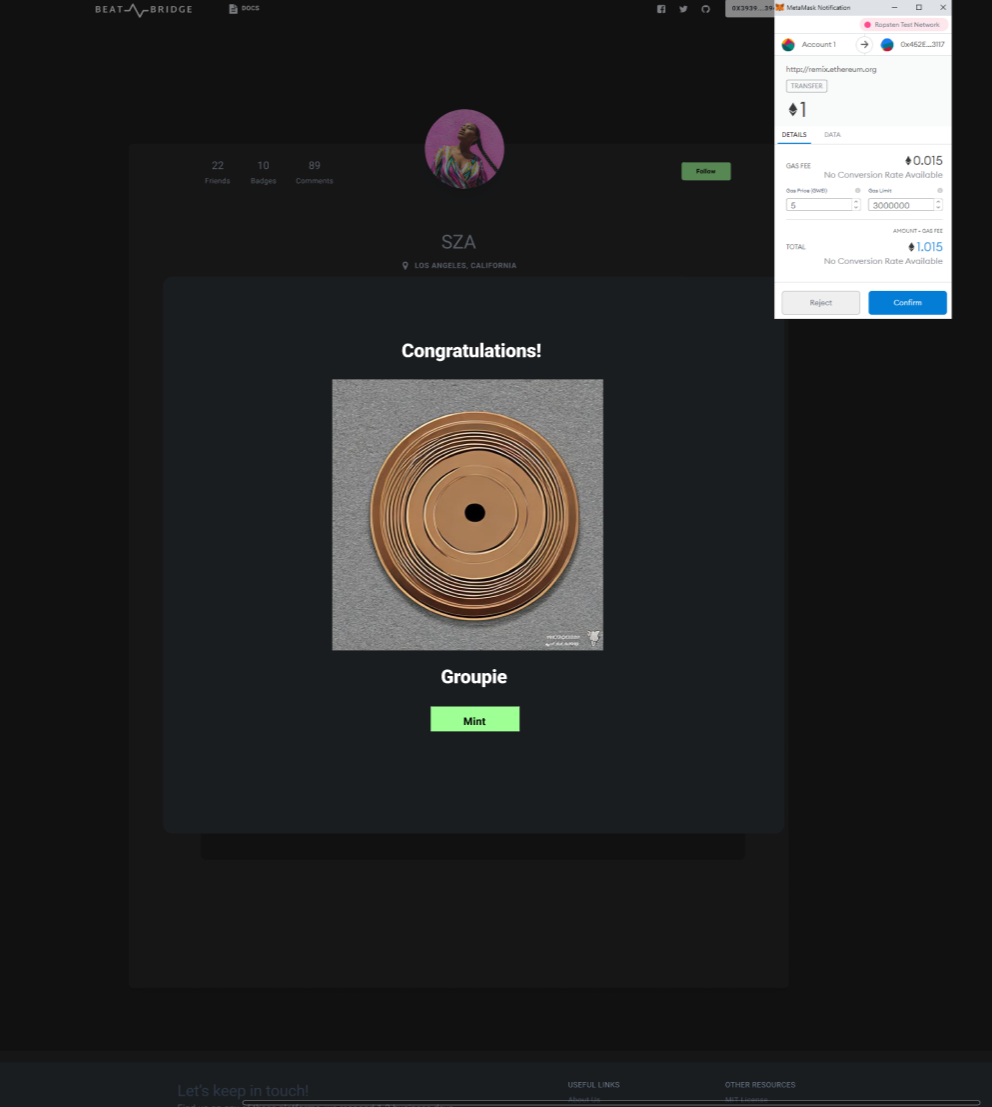 BEAT BRIDGE
DOCS
0X3939...39
MetaMask Notification
Ropsten Test Network
Account 1
0x452E...3117
http://remix.ethereum.org
TRANSFER
1
DETAILS
DATA
GAS FEE
0.015
No Conversion Rate Available
Gas Price (GWEI)
Gas Limit
5
3000000
AMOUNT + GAS FEE
TOTAL
1.015
No Conversion Rate Available
Reject
Confirm
22
10
89
Friends
Badges
Comments
Follow
SZA
LOS ANGELES, CALIFORNIA
Congratulations!
Groupie
Mint
Let's keep in touch!
USEFUL LINKS
OTHER RESOURCES
About Us
MIT License